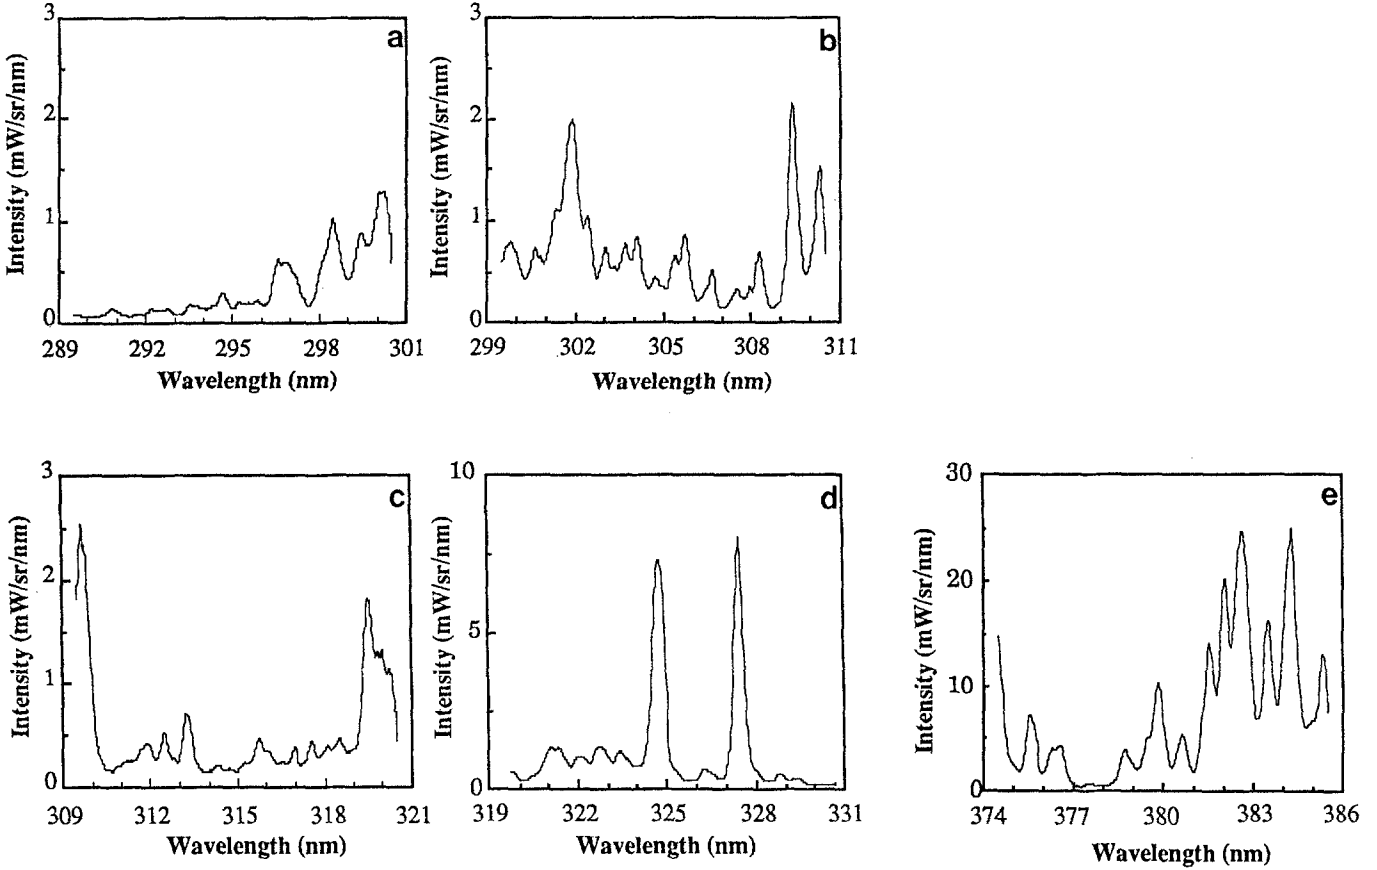 a
3
2
1
0
289 292 295 298 301
Wavelength (nm)
Intensity (mW/sr/nm)
b
3
2
1
0
299 302 305 308 311
Wavelength (nm)
Intensity (mW/sr/nm)
c
3
2
1
0
309 312 315 318 321
Wavelength (nm)
Intensity (mW/sr/nm)
d
10
5
0
319 322 325 328 331
Wavelength (nm)
Intensity (mW/sr/nm)
e
30
20
10
0
374 377 380 383 386
Wavelength (nm)
Intensity (mW/sr/nm)